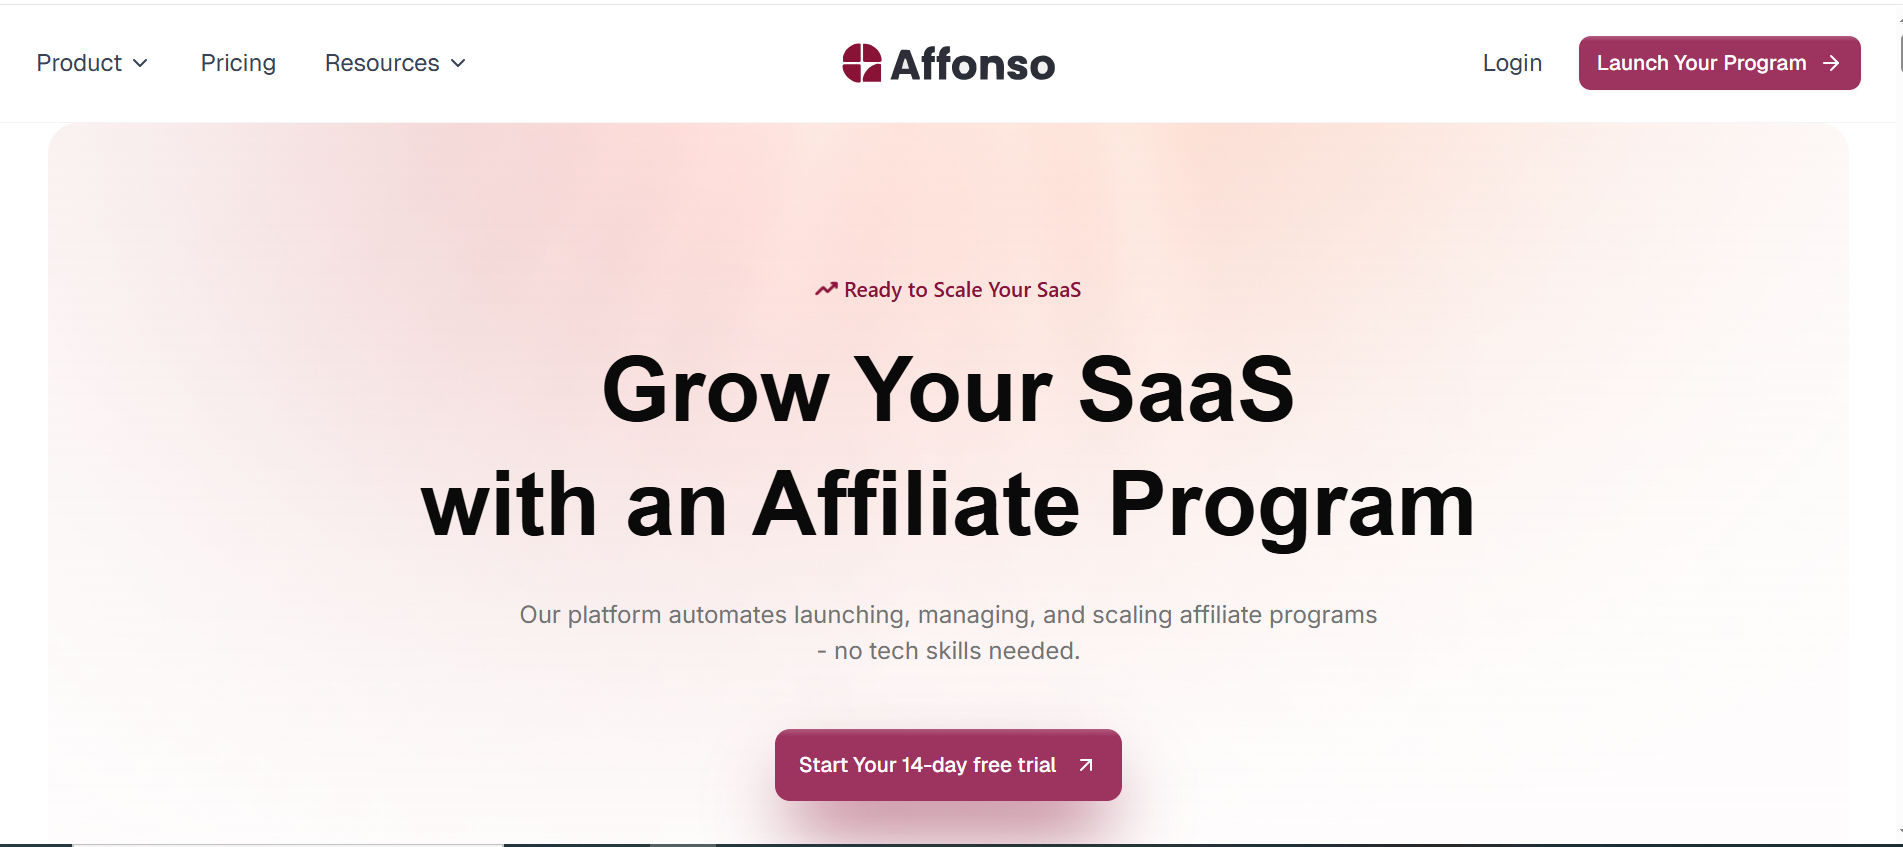 Product
Pricing
Resources
Affonso
Login
Launch Your Program
Ready to Scale Your SaaS
Grow Your SaaS
with an Affiliate Program
Our platform automates launching, managing, and scaling affiliate programs
- no tech skills needed.
Start Your 14-day free trial